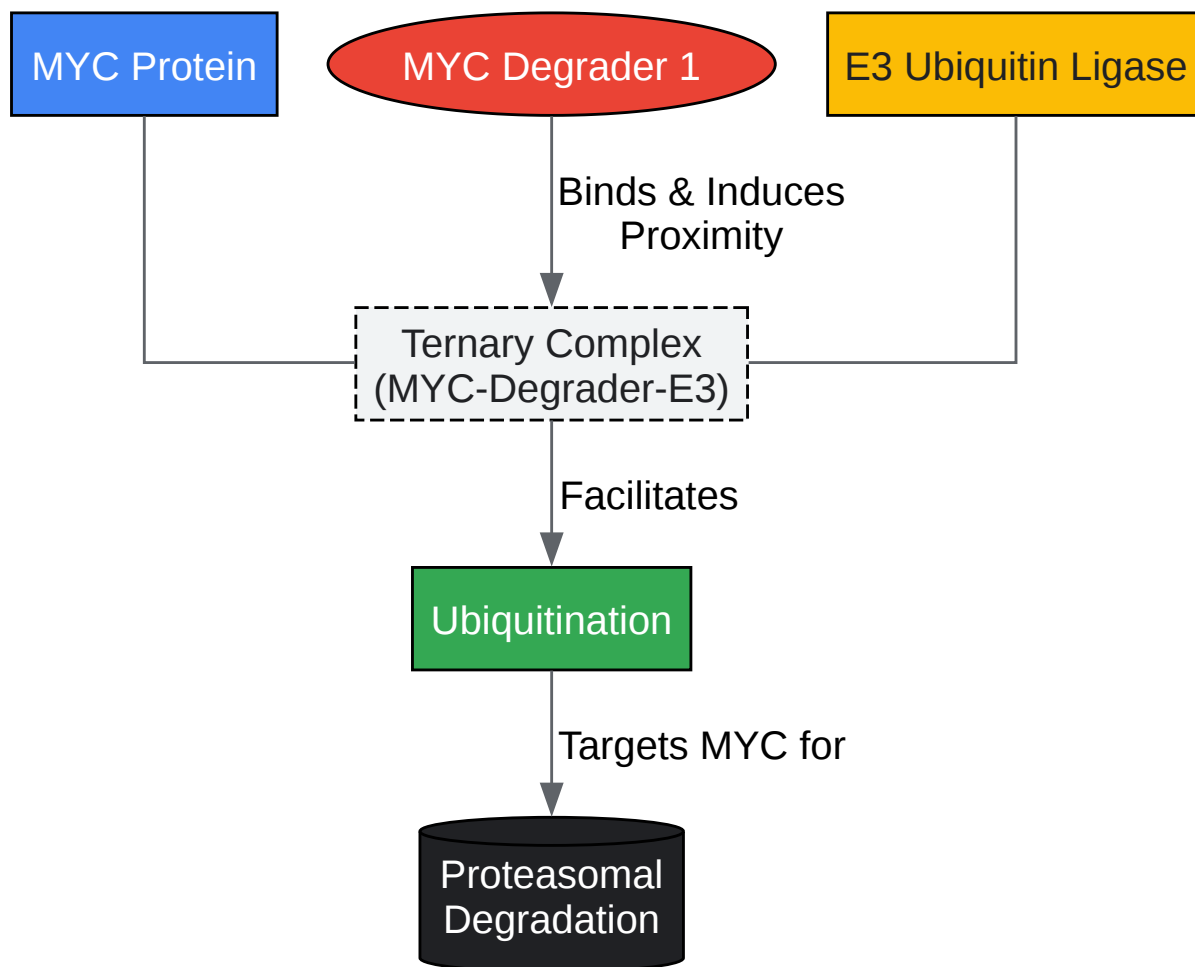 MYC Protein
MYC Degrader 1
E3 Ubiquitin Ligase
Binds & Induces
Proximity
Ternary Complex
(MYC-Degrader-E3)
Facilitates
Ubiquitination
Targets MYC for
Proteasomal
Degradation